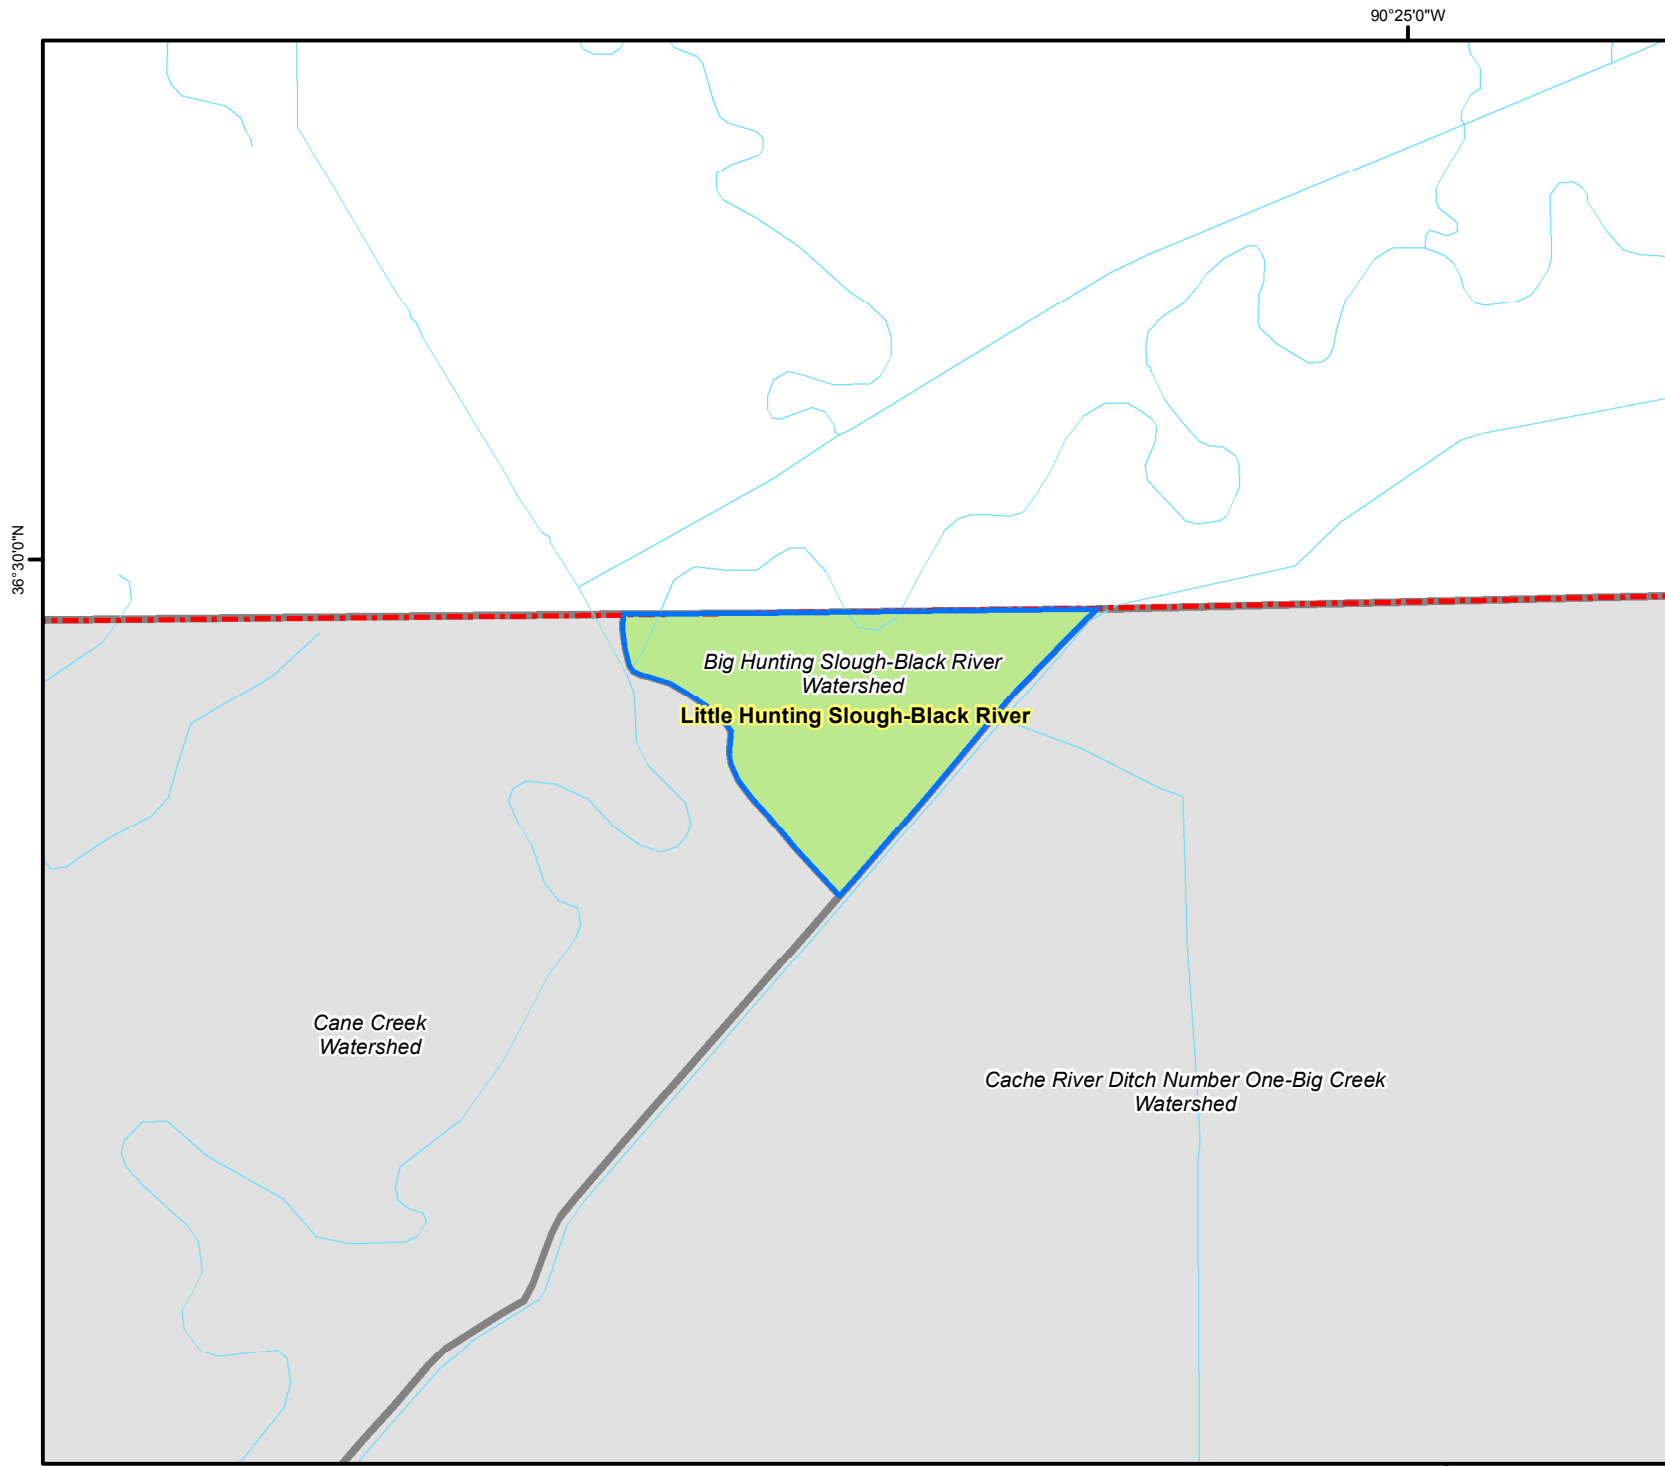 90°25'0"W
36°30'0"N
Big Hunting Slough-Black River
Watershed
Little Hunting Slough-Black River
Cane Creek
Watershed
Cache River Ditch Number One-Big Creek
Watershed